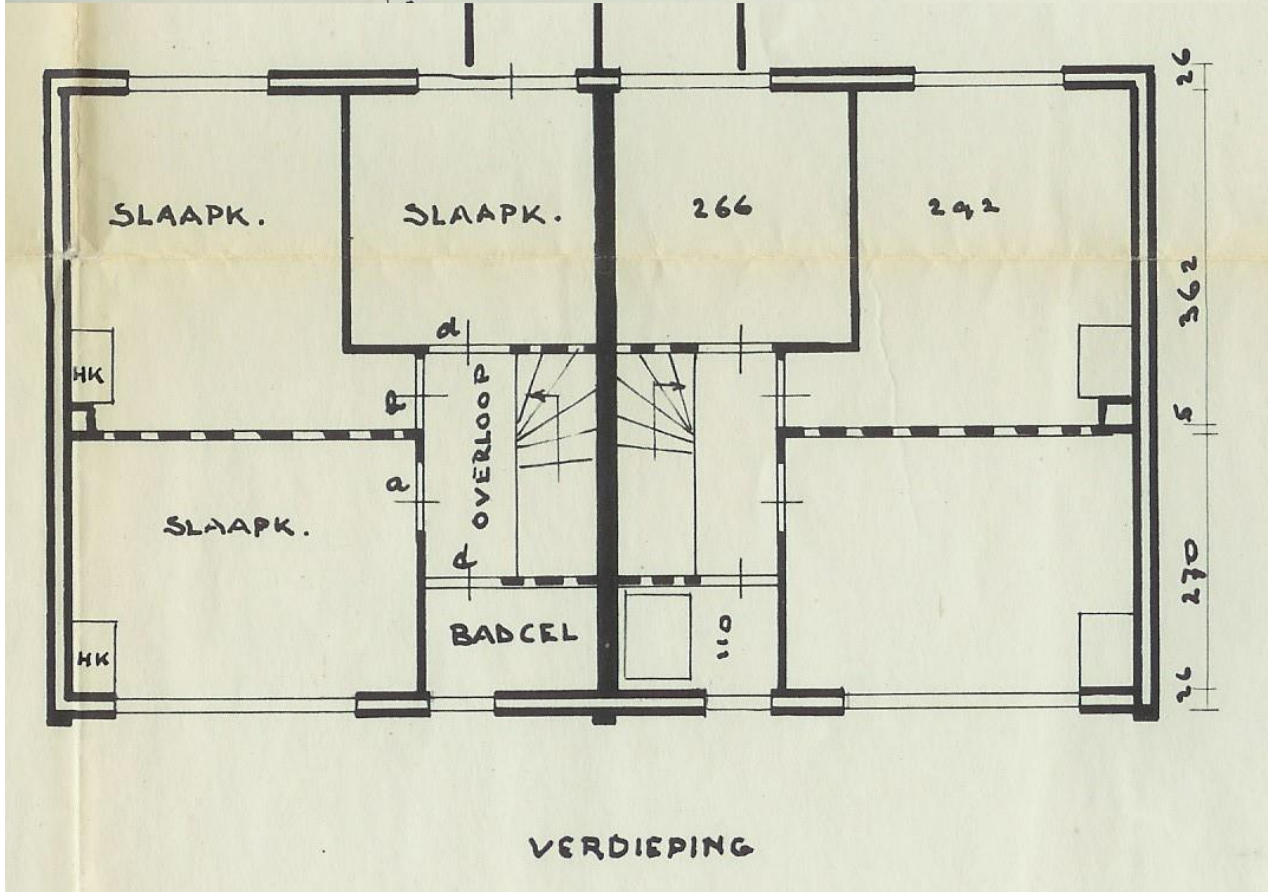 26
SLAAPK.
SLAAPK.
266
292
362
d
HK
d
OVERLOOP
5
d
SLAAPK.
270
d
BADCEL
110
HK
26
VERDIEPING